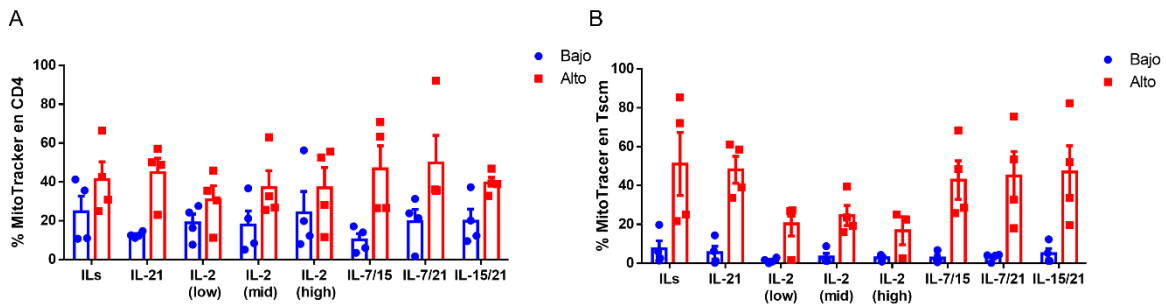 A
% MitoTracker en CD4
100
80
60
40
20
0
ILs IL-21 IL-2 IL-2 IL-2 IL-7/15 IL-7/21 IL-15/21
(low) (mid) (high)
Bajo
Alto
B
% MitoTracer en Tscm
100
80
60
40
20
0
ILs IL-21 IL-2 IL-2 IL-2 IL-7/15 IL-7/21 IL-15/21
(low) (mid) (high)
Bajo
Alto